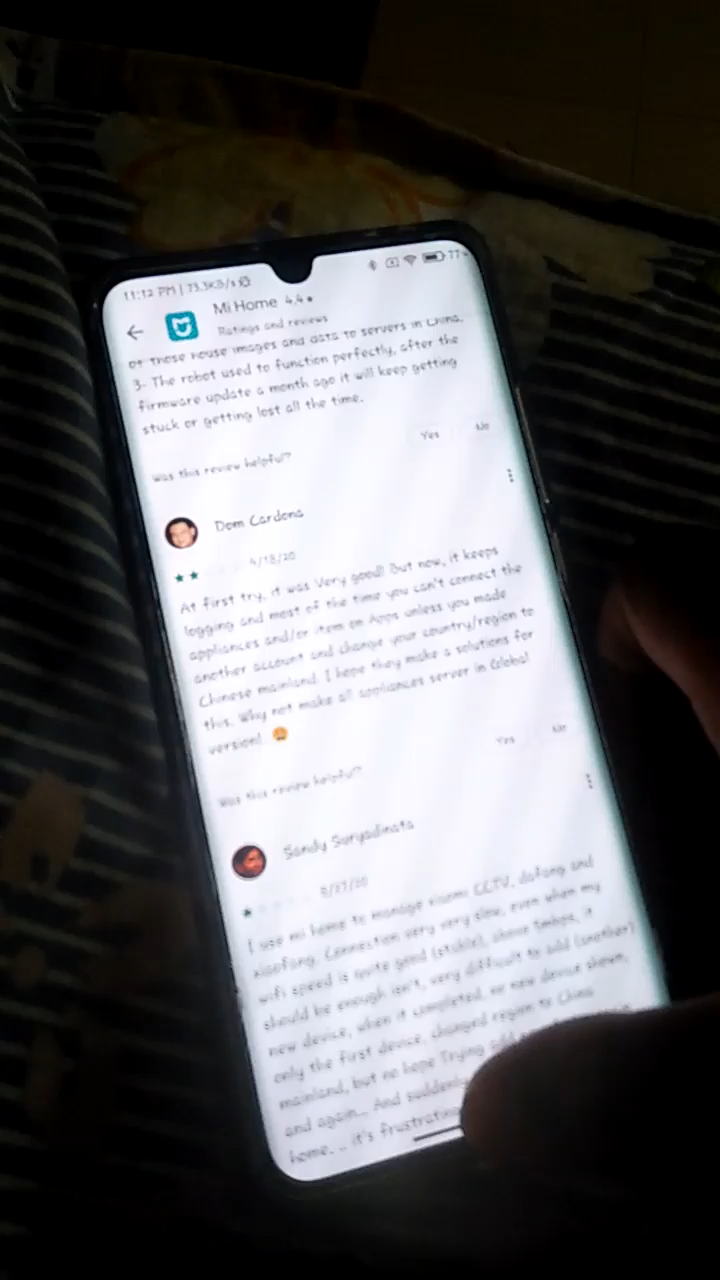 11:12 PM | 73.3KB/s
77
Mi Home 4.4
Ratings and reviews
of those house images and data to servers in China.
3- The robot used to function perfectly, after the
firmware update a month ago it will keep getting
stuck or getting lost all the time.
Was this review helpful?
Yes
No
Dom Cardona
4/18/20
At first try, it was Very good! But now, it keeps
logging and most of the time you can't connect the
appliances and/or item on Apps unless you made
another account and change your country/region to
Chinese mainland. I hope they make a solutions for
this. Why not make all appliances server in Global
version!
Was this review helpful?
Yes
No
Sandy Suryadinata
I use mi home to manage xiaomi CCTV, dafang and
xiaofang. Connection very very slow, even when my
wifi speed is quite good (stable), above 5mbps, it
should be enough isn't, very difficult to add (another)
new device, when it completed, no new device shown,
only the first device, changed region to China
mainland, but no hope Trying add
and again... And suddenly
home. .. it's frustrating